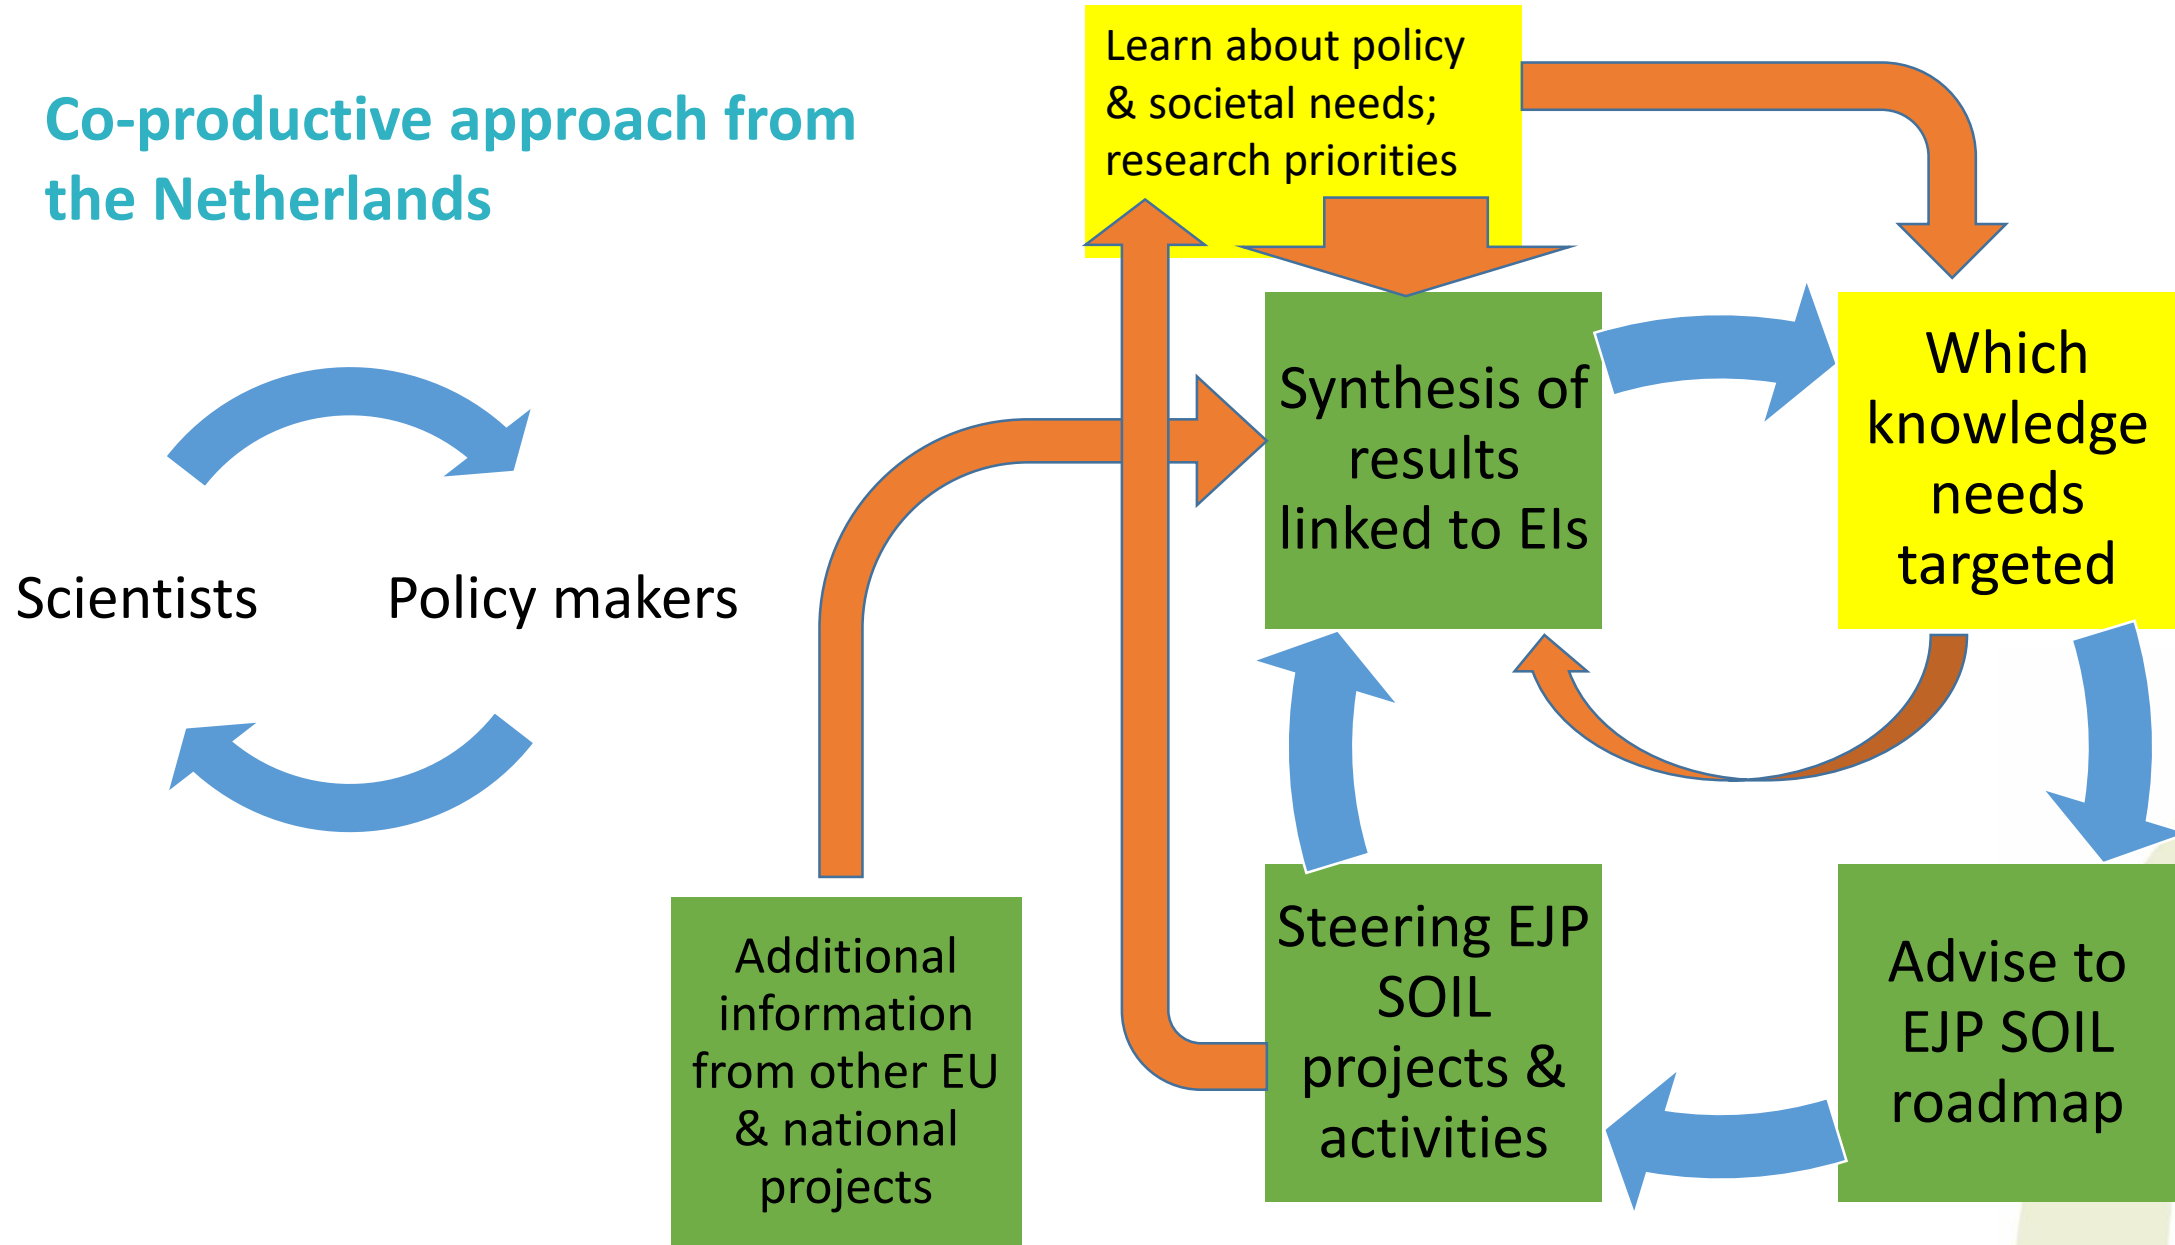 Co-productive approach from
the Netherlands
Learn about policy
& societal needs;
research priorities
Scientists
Policy makers
Synthesis of
results
linked to EIs
Which
knowledge
needs
targeted
Additional
information
from other EU
& national
projects
Steering EJP
SOIL
projects &
activities
Advise to
EJP SOIL
roadmap